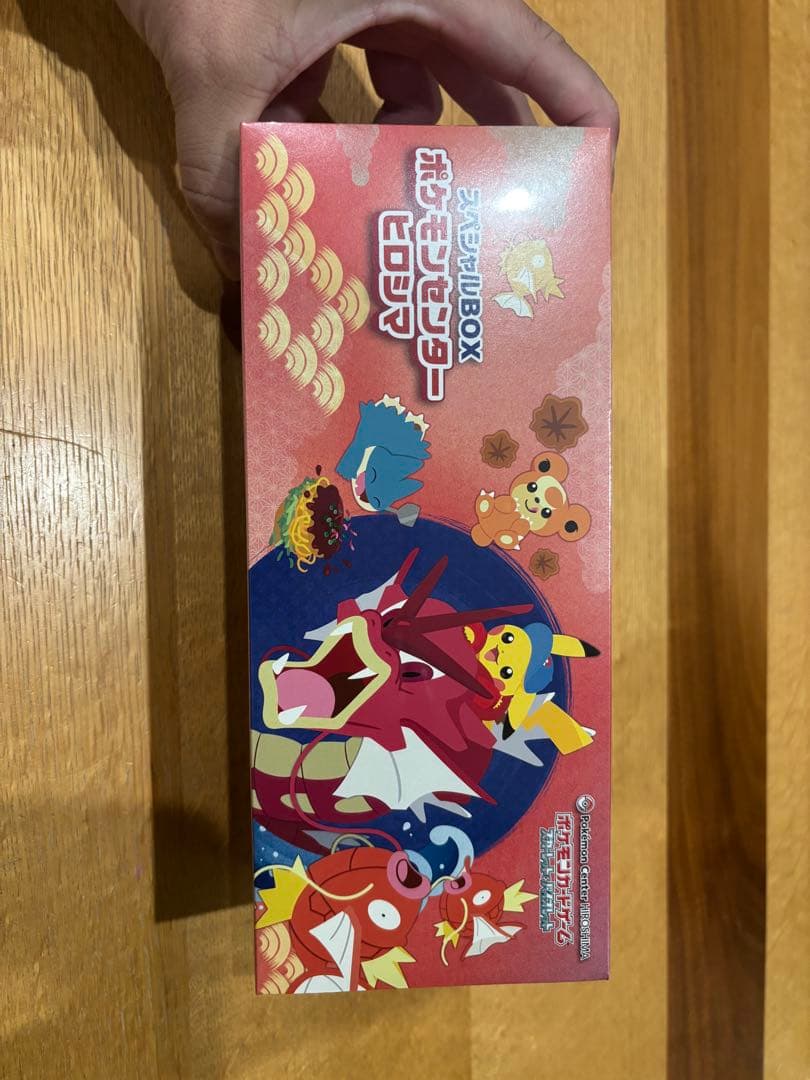 スペシャルBOX
ポケモンセンター
ヒロシマ
Pokémon Center HIROSHIMA
ポケモンカードゲーム
スカーレット&バイオレット